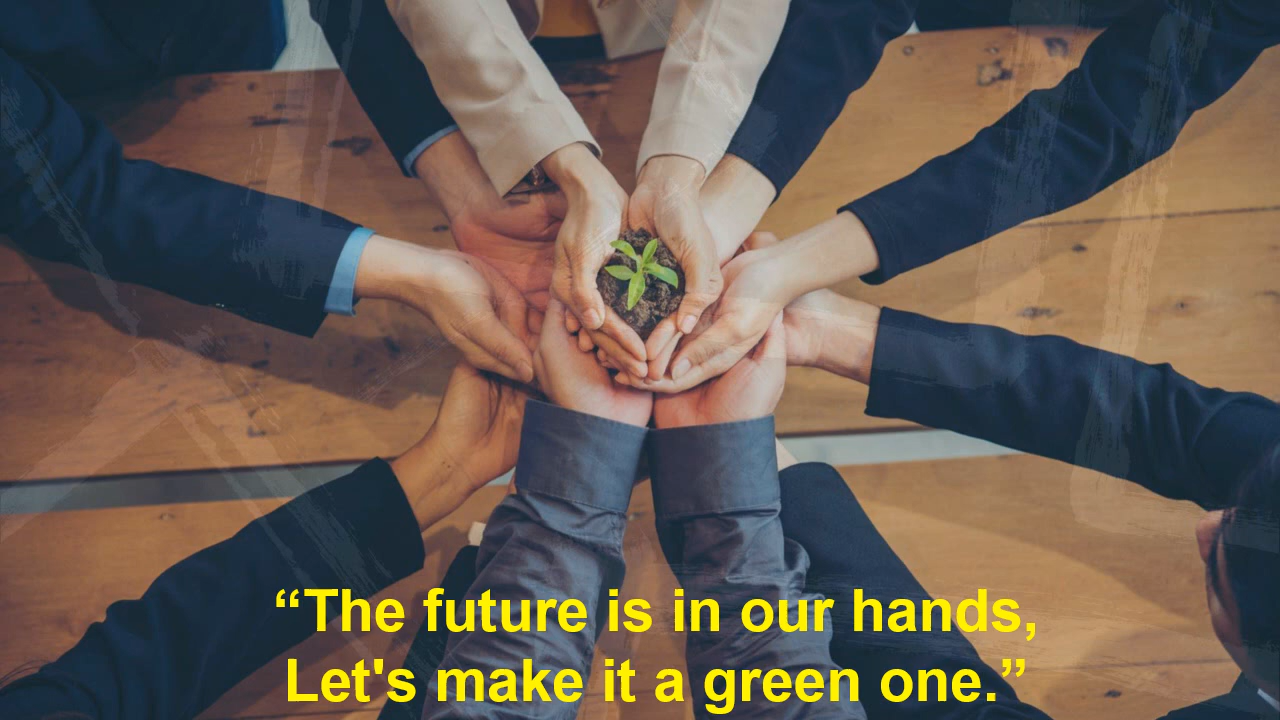 “The future is in our hands,
Let's make it a green one.”